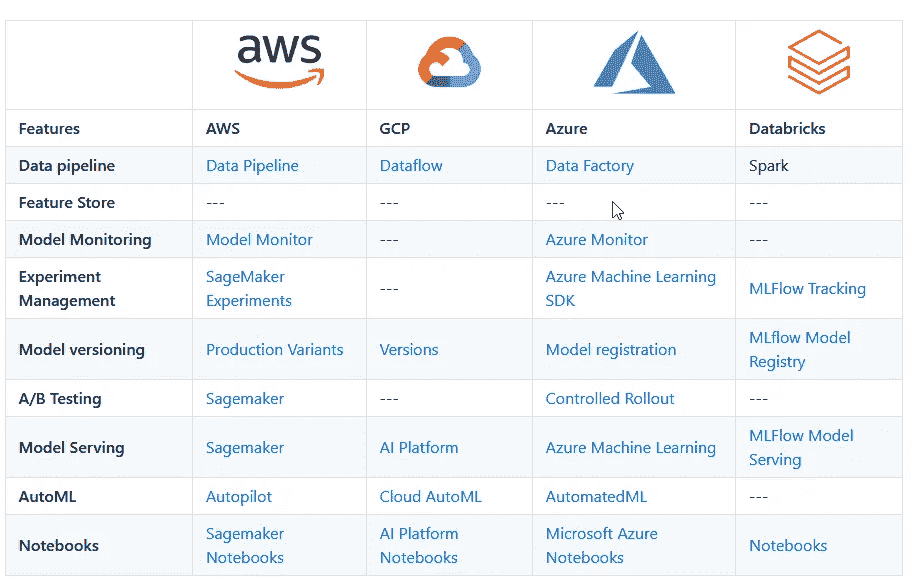 aws
Features AWS GCP Azure Databricks
Data pipeline Data Pipeline Dataflow Data Factory Spark
Feature Store --- --- --- ---
Model Monitoring Model Monitor --- Azure Monitor ---
Experiment Management SageMaker Experiments --- Azure Machine Learning SDK MLFlow Tracking
Model versioning Production Variants Versions Model registration MLflow Model Registry
A/B Testing Sagemaker --- Controlled Rollout ---
Model Serving Sagemaker AI Platform Azure Machine Learning MLFlow Model Serving
AutoML Autopilot Cloud AutoML AutomatedML ---
Notebooks Sagemaker Notebooks AI Platform Notebooks Microsoft Azure Notebooks Notebooks